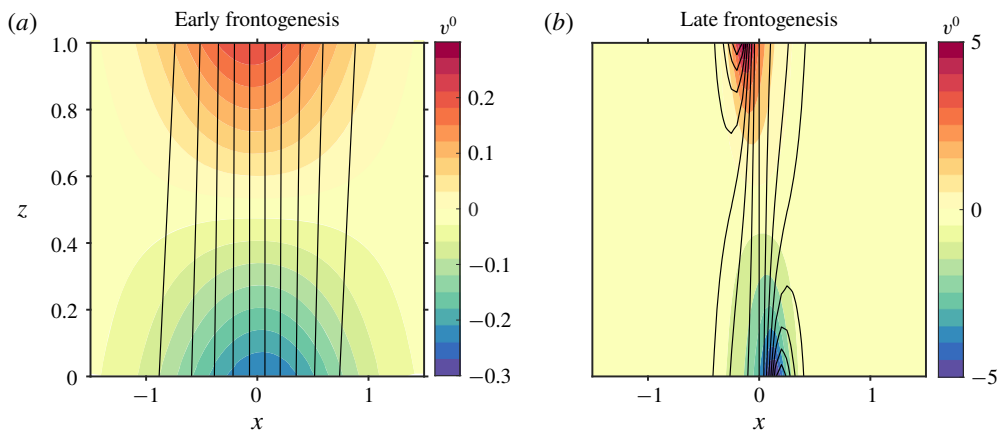 (a) Early frontogenesis v⁰
1.0
0.8
0.6
z
0.4
0.2
0
−1 0 1
x
0.2
0.1
0
−0.1
−0.2
−0.3
(b) Late frontogenesis v⁰
−1 0 1
x
5
0
−5